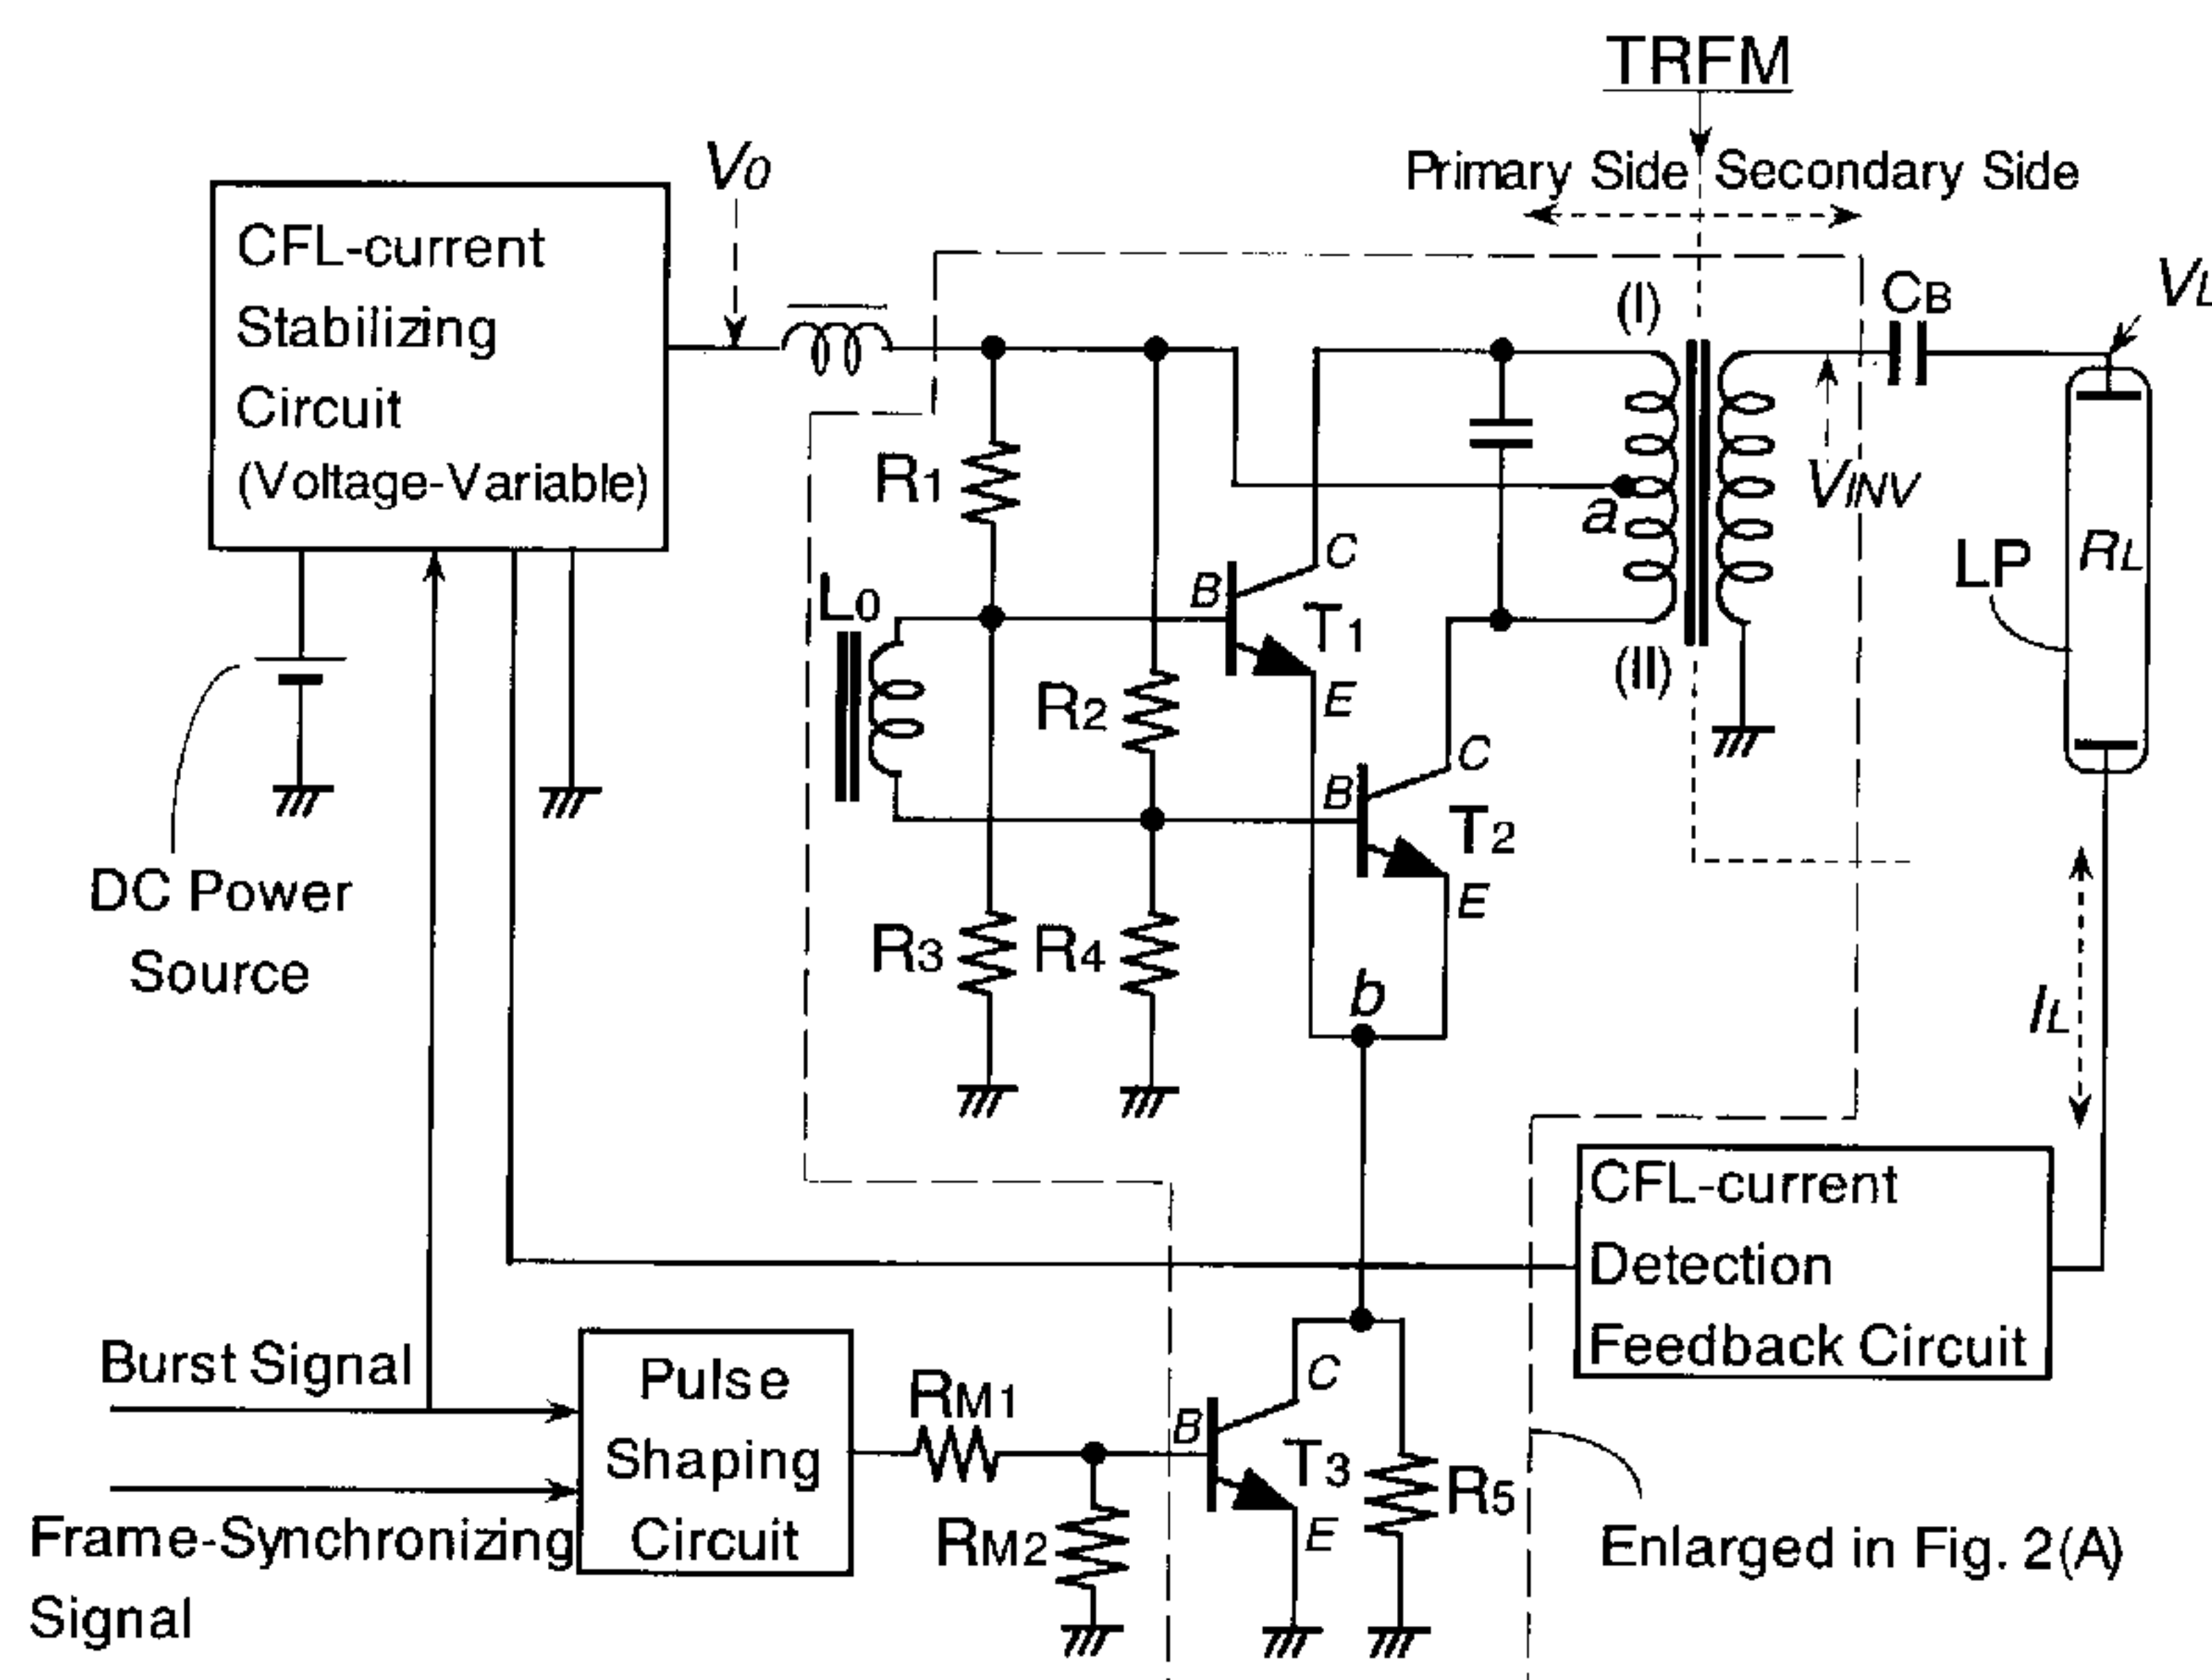 TRFM
Primary Side Secondary Side
V0
CFL-current
Stabilizing
Circuit
(Voltage-Variable)
(I)
CB
VL
R1
a
VINV
C
B
T1
E
L0
LP
RL
R2
(II)
C
B
T2
E
DC Power
Source
R3
R4
b
IL
CFL-current
Detection
Feedback Circuit
Burst Signal
Pulse
Shaping
Circuit
RM1
C
B
T3
E
R5
RM2
Frame-Synchronizing
Signal
Enlarged in Fig. 2(A)